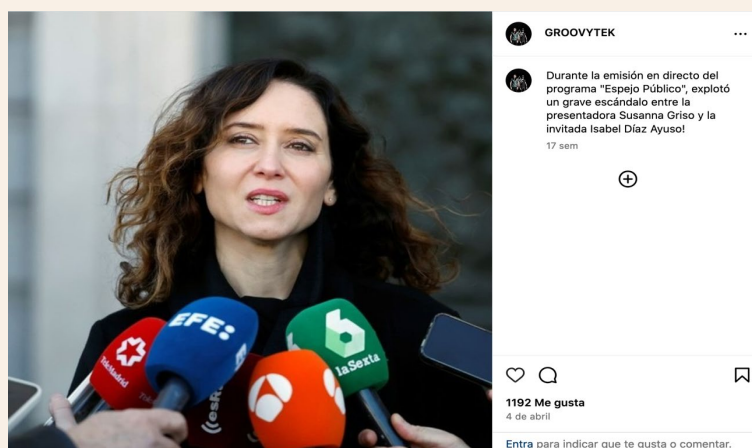 GROOVYTEK
Durante la emisión en directo del
programa "Espejo Público", explotó
un grave escándalo entre la
presentadora Susanna Griso y la
invitada Isabel Díaz Ayuso!
17 sem
EFE:
TeleMadrid
laSexta
esR
1192 Me gusta
4 de abril
Entra para indicar que te gusta o comentar.